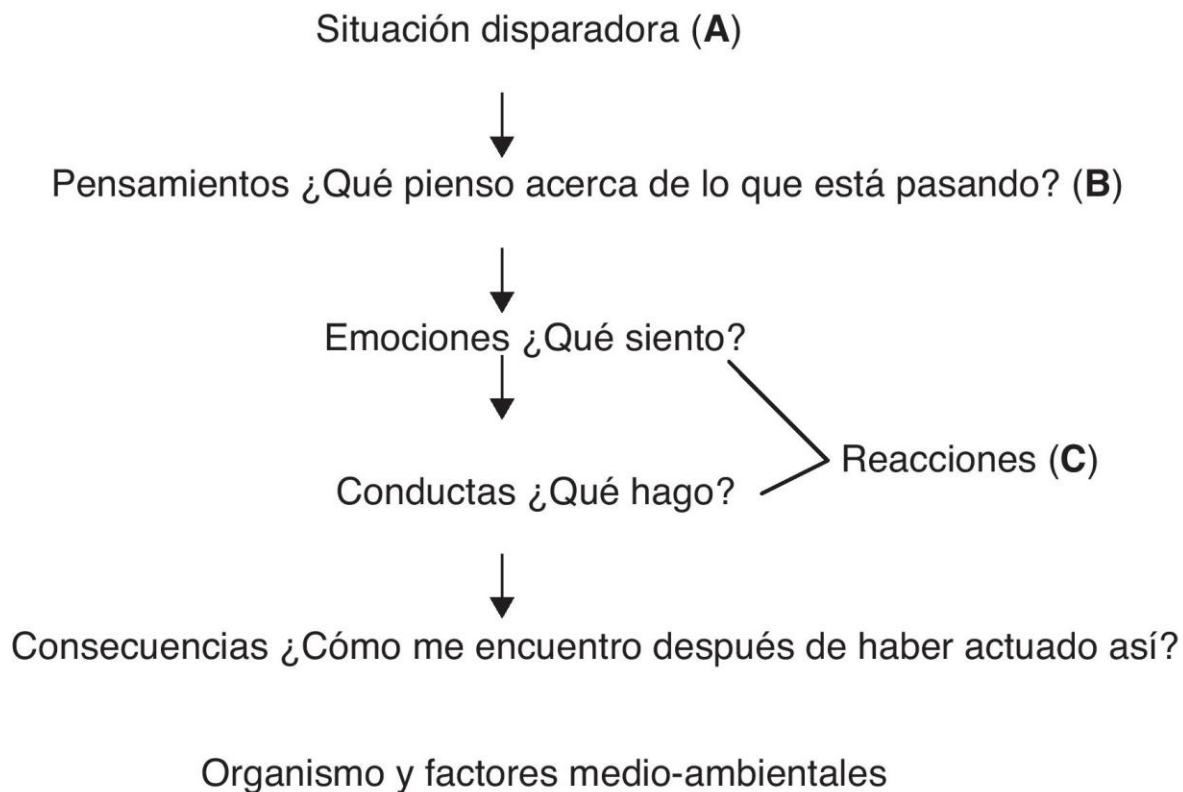 Situación disparadora (A)
Pensamientos ¿Qué pienso acerca de lo que está pasando? (B)
Emociones ¿Qué siento?
Reacciones (C)
Conductas ¿Qué hago?
Consecuencias ¿Cómo me encuentro después de haber actuado así?
Organismo y factores medio-ambientales